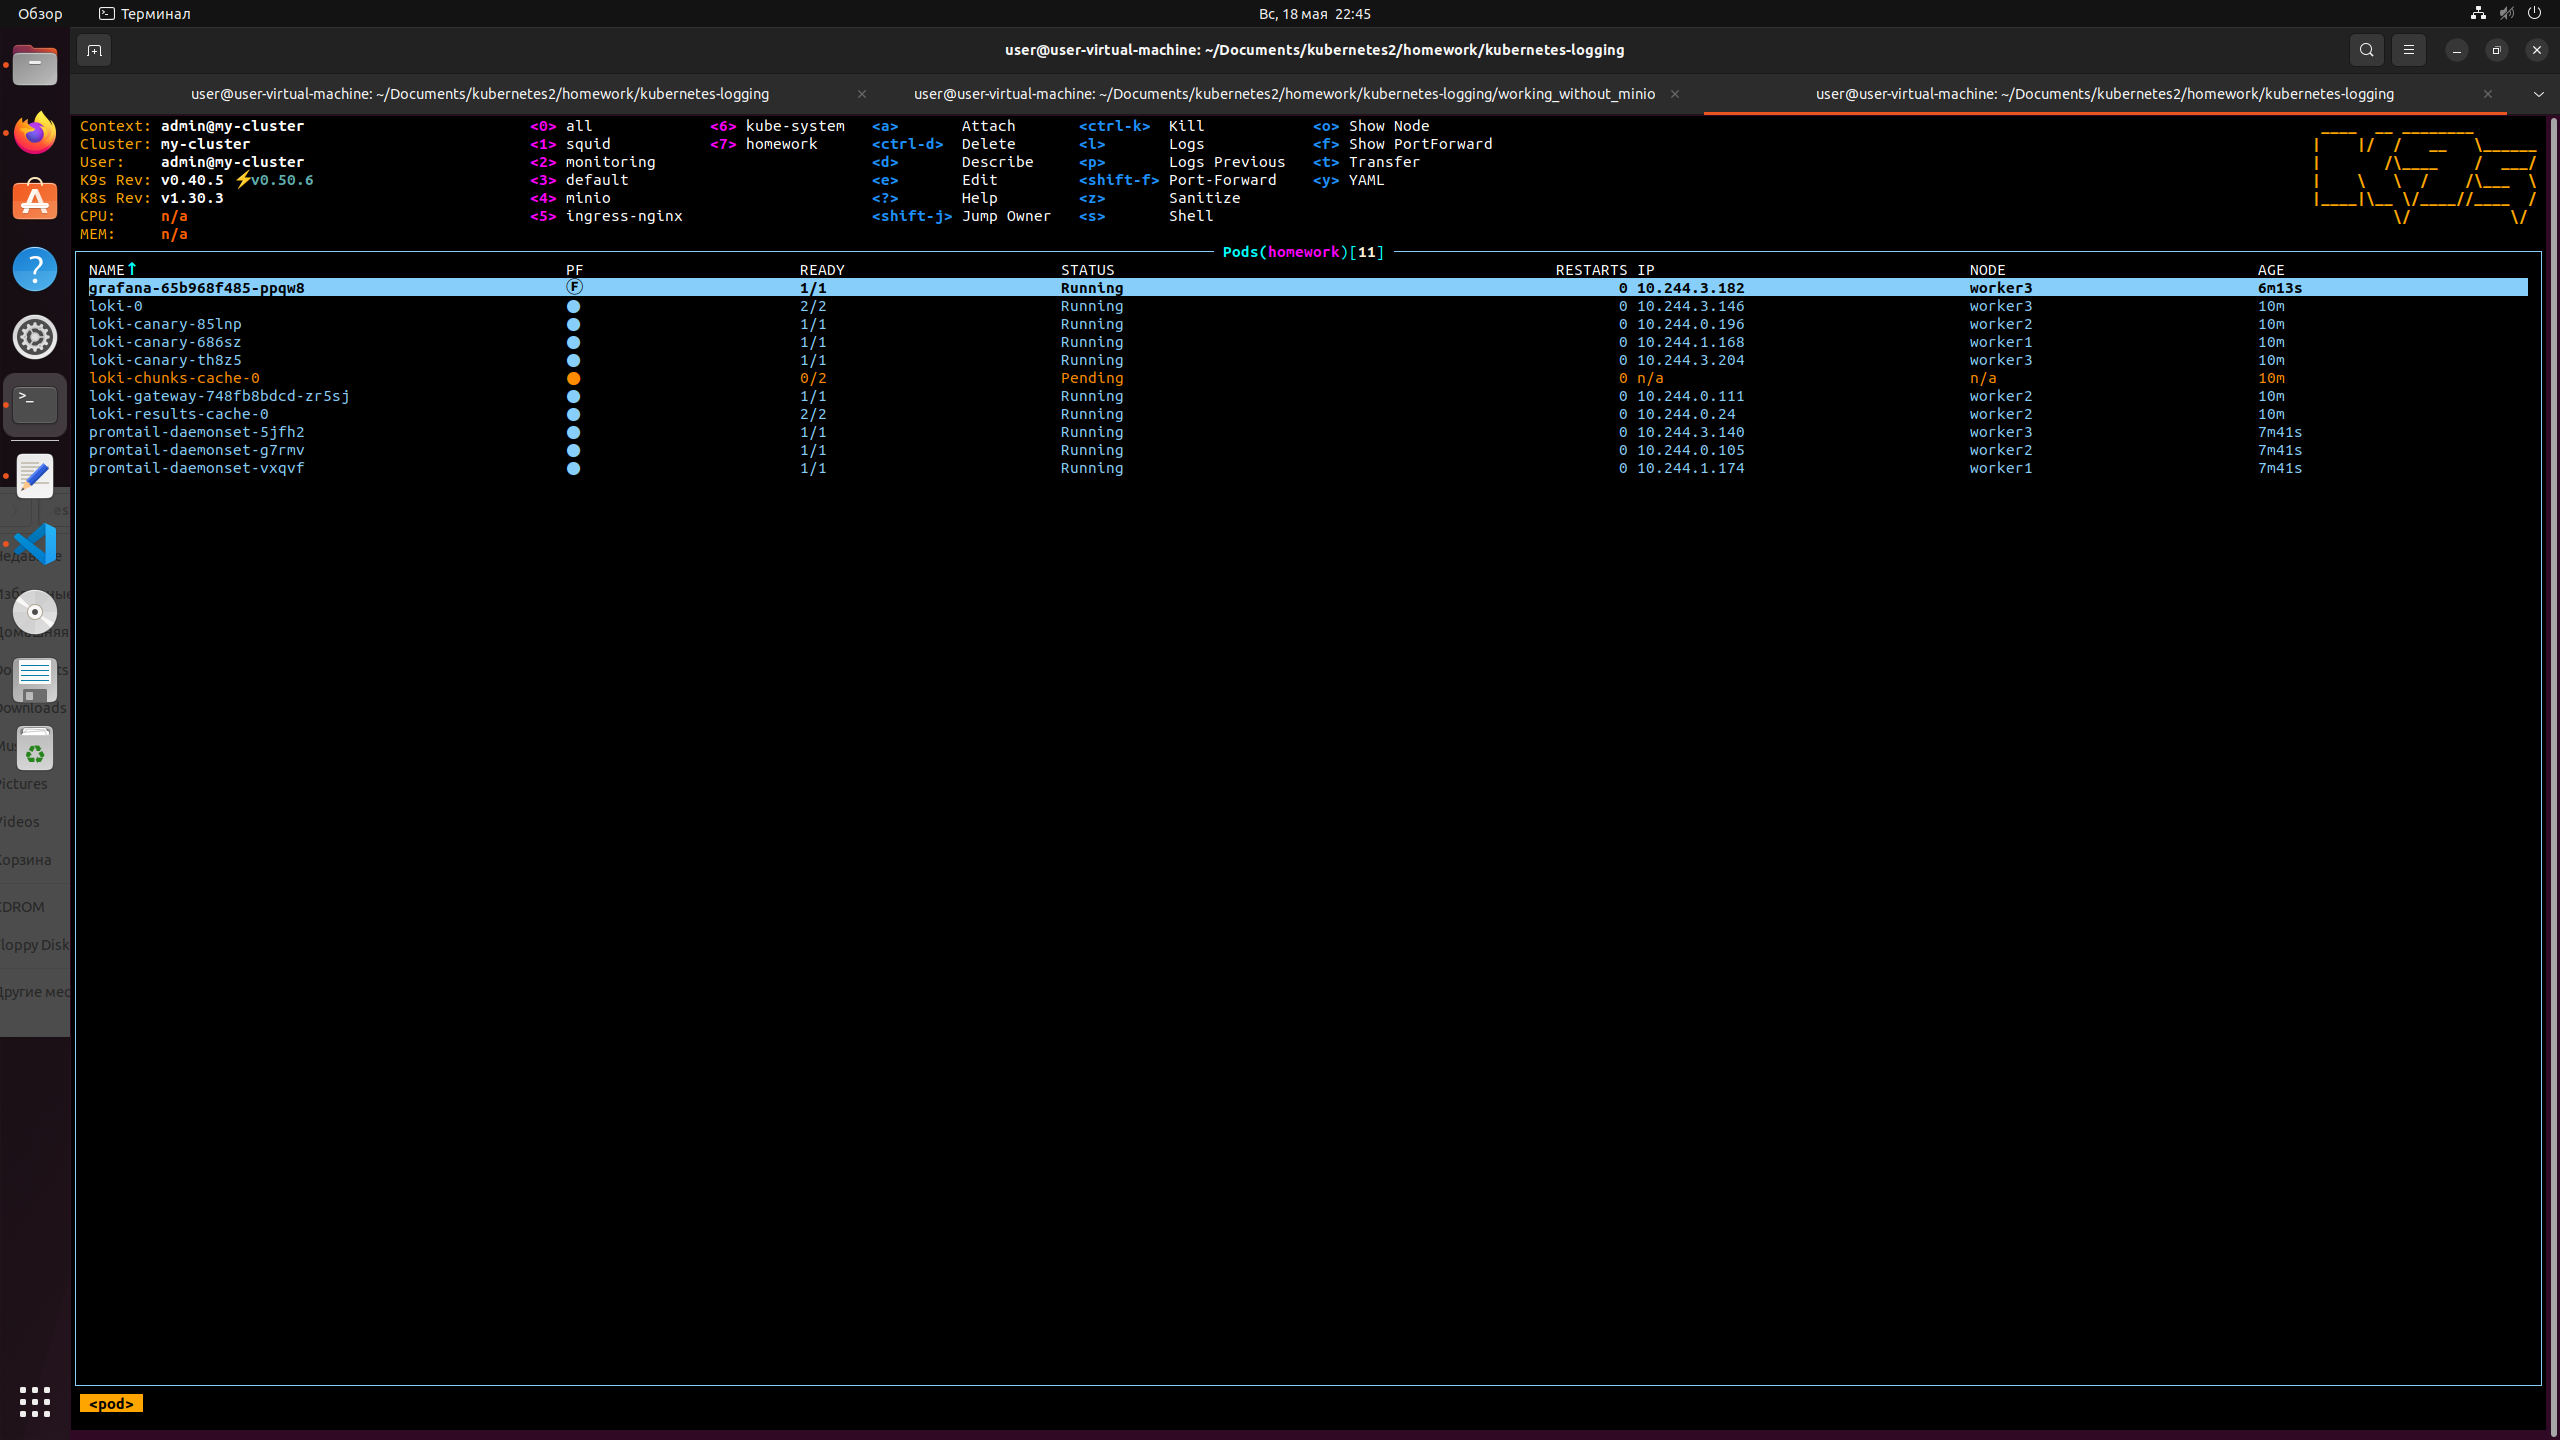 Обзор
Терминал
Вс, 18 мая 22:45
user@user-virtual-machine: ~/Documents/kubernetes2/homework/kubernetes-logging
user@user-virtual-machine: ~/Documents/kubernetes2/homework/kubernetes-logging
user@user-virtual-machine: ~/Documents/kubernetes2/homework/kubernetes-logging/working_without_minio
user@user-virtual-machine: ~/Documents/kubernetes2/homework/kubernetes-logging
Context: admin@my-cluster <0> all <6> kube-system <a> Attach <ctrl-k> Kill <o> Show Node
Cluster: my-cluster <1> squid <7> homework <ctrl-d> Delete <l> Logs <f> Show PortForward
User: admin@my-cluster <2> monitoring <d> Describe <p> Logs Previous <t> Transfer
K9s Rev: v0.40.5 ⚡v0.50.6 <3> default <e> Edit <shift-f> Port-Forward <y> YAML
K8s Rev: v1.30.3 <4> minio <?> Help <z> Sanitize
CPU: n/a <5> ingress-nginx <shift-j> Jump Owner <s> Shell
MEM: n/a
Pods(homework)[11]
NAME↑ PF READY STATUS RESTARTS IP NODE AGE
grafana-65b968f485-ppqw8 Ⓕ 1/1 Running 0 10.244.3.182 worker3 6m13s
loki-0 ● 2/2 Running 0 10.244.3.146 worker3 10m
loki-canary-85lnp ● 1/1 Running 0 10.244.0.196 worker2 10m
loki-canary-686sz ● 1/1 Running 0 10.244.1.168 worker1 10m
loki-canary-th8z5 ● 1/1 Running 0 10.244.3.204 worker3 10m
loki-chunks-cache-0 ● 0/2 Pending 0 n/a n/a 10m
loki-gateway-748fb8bdcd-zr5sj ● 1/1 Running 0 10.244.0.111 worker2 10m
loki-results-cache-0 ● 2/2 Running 0 10.244.0.24 worker2 10m
promtail-daemonset-5jfh2 ● 1/1 Running 0 10.244.3.140 worker3 7m41s
promtail-daemonset-g7rmv ● 1/1 Running 0 10.244.0.105 worker2 7m41s
promtail-daemonset-vxqvf ● 1/1 Running 0 10.244.1.174 worker1 7m41s
Downloads
Pictures
Videos
Корзина
CDROM
Floppy Disk
<pod>